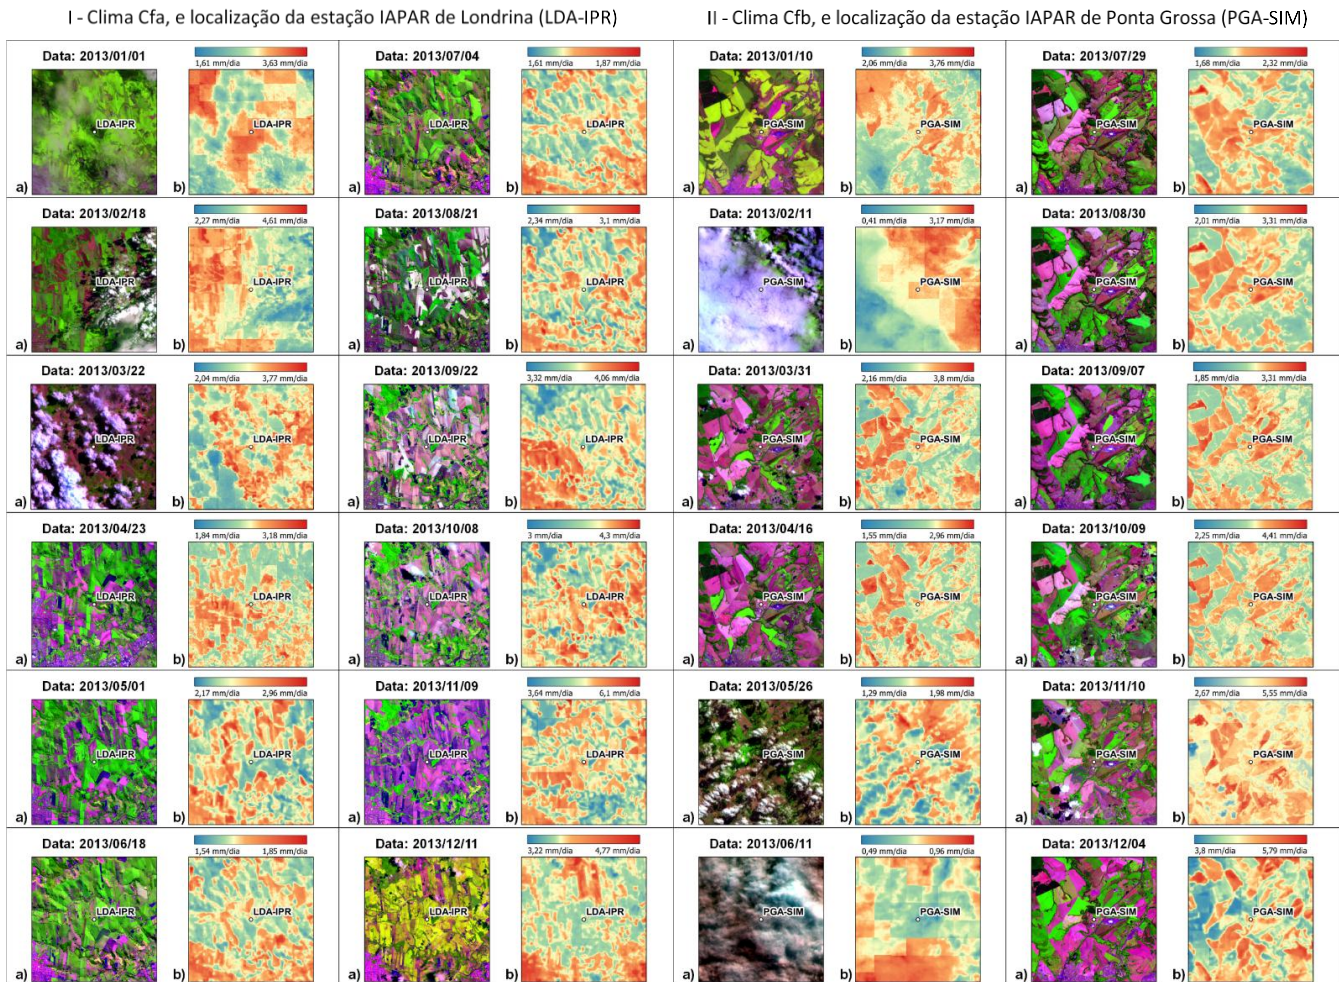 I - Clima Cfa, e localização da estação IAPAR de Londrina (LDA-IPR)
II - Clima Cfb, e localização da estação IAPAR de Ponta Grossa (PGA-SIM)
Data: 2013/01/01
1,61 mm/dia 3,63 mm/dia
LDA-IPR
LDA-IPR
a)
b)
Data: 2013/07/04
1,61 mm/dia 1,87 mm/dia
LDA-IPR
LDA-IPR
a)
b)
Data: 2013/01/10
2,06 mm/dia 3,76 mm/dia
PGA-SIM
PGA-SIM
a)
b)
Data: 2013/07/29
1,68 mm/dia 2,32 mm/dia
PGA-SIM
PGA-SIM
a)
b)
Data: 2013/02/18
2,27 mm/dia 4,61 mm/dia
LDA-IPR
LDA-IPR
a)
b)
Data: 2013/08/21
2,34 mm/dia 3,1 mm/dia
LDA-IPR
LDA-IPR
a)
b)
Data: 2013/02/11
0,41 mm/dia 3,17 mm/dia
PGA-SIM
PGA-SIM
a)
b)
Data: 2013/08/30
2,01 mm/dia 3,31 mm/dia
PGA-SIM
PGA-SIM
a)
b)
Data: 2013/03/22
2,04 mm/dia 3,77 mm/dia
LDA-IPR
LDA-IPR
a)
b)
Data: 2013/09/22
3,32 mm/dia 4,06 mm/dia
LDA-IPR
LDA-IPR
a)
b)
Data: 2013/03/31
2,16 mm/dia 3,8 mm/dia
PGA-SIM
PGA-SIM
a)
b)
Data: 2013/09/07
1,85 mm/dia 3,31 mm/dia
PGA-SIM
PGA-SIM
a)
b)
Data: 2013/04/23
1,84 mm/dia 3,18 mm/dia
LDA-IPR
LDA-IPR
a)
b)
Data: 2013/10/08
3 mm/dia 4,3 mm/dia
LDA-IPR
LDA-IPR
a)
b)
Data: 2013/04/16
1,55 mm/dia 2,96 mm/dia
PGA-SIM
PGA-SIM
a)
b)
Data: 2013/10/09
2,25 mm/dia 4,41 mm/dia
PGA-SIM
PGA-SIM
a)
b)
Data: 2013/05/01
2,17 mm/dia 2,96 mm/dia
LDA-IPR
LDA-IPR
a)
b)
Data: 2013/11/09
3,64 mm/dia 6,1 mm/dia
LDA-IPR
LDA-IPR
a)
b)
Data: 2013/05/26
1,29 mm/dia 1,98 mm/dia
PGA-SIM
PGA-SIM
a)
b)
Data: 2013/11/10
2,67 mm/dia 5,55 mm/dia
PGA-SIM
PGA-SIM
a)
b)
Data: 2013/06/18
1,54 mm/dia 1,85 mm/dia
LDA-IPR
LDA-IPR
a)
b)
Data: 2013/12/11
3,22 mm/dia 4,77 mm/dia
LDA-IPR
LDA-IPR
a)
b)
Data: 2013/06/11
0,49 mm/dia 0,96 mm/dia
PGA-SIM
PGA-SIM
a)
b)
Data: 2013/12/04
3,8 mm/dia 5,79 mm/dia
PGA-SIM
PGA-SIM
a)
b)